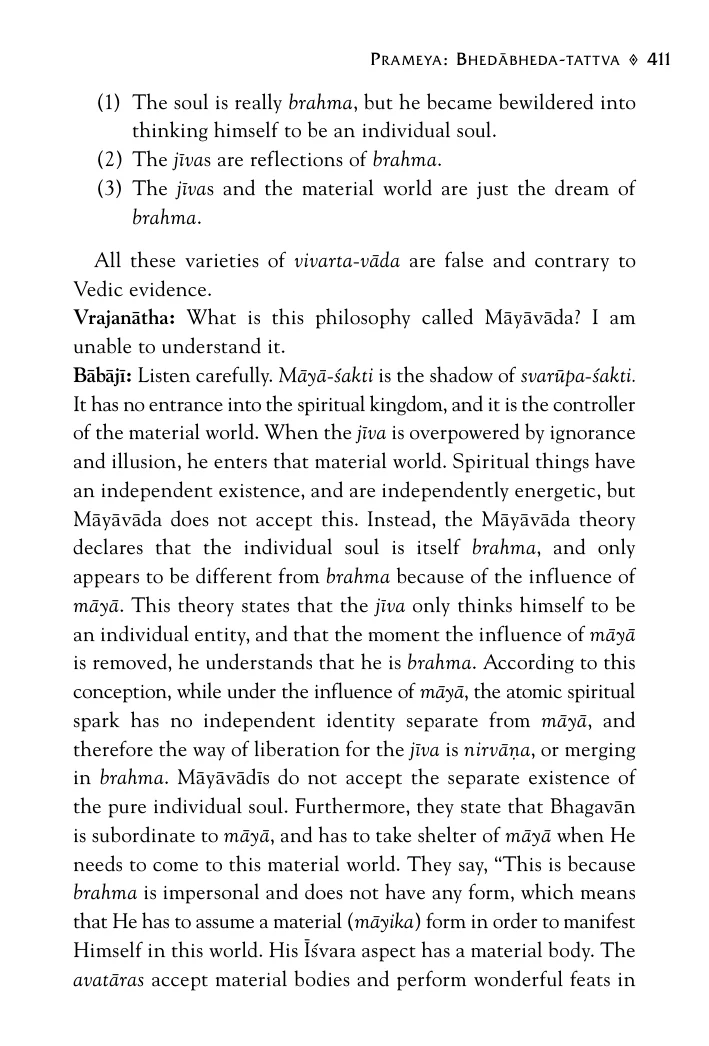 PRAMEYA: BHEDĀBHEDA-TATTVA ◊ 411
(1) The soul is really brahma, but he became bewildered into
thinking himself to be an individual soul.
(2) The jīvas are reflections of brahma.
(3) The jīvas and the material world are just the dream of
brahma.
All these varieties of vivarta-vāda are false and contrary to
Vedic evidence.
Vrajanātha: What is this philosophy called Māyāvāda? I am
unable to understand it.
Bābājī: Listen carefully. Māyā-śakti is the shadow of svarūpa-śakti.
It has no entrance into the spiritual kingdom, and it is the controller
of the material world. When the jīva is overpowered by ignorance
and illusion, he enters that material world. Spiritual things have
an independent existence, and are independently energetic, but
Māyāvāda does not accept this. Instead, the Māyāvāda theory
declares that the individual soul is itself brahma, and only
appears to be different from brahma because of the influence of
māyā. This theory states that the jīva only thinks himself to be
an individual entity, and that the moment the influence of māyā
is removed, he understands that he is brahma. According to this
conception, while under the influence of māyā, the atomic spiritual
spark has no independent identity separate from māyā, and
therefore the way of liberation for the jīva is nirvāṇa, or merging
in brahma. Māyāvādīs do not accept the separate existence of
the pure individual soul. Furthermore, they state that Bhagavān
is subordinate to māyā, and has to take shelter of māyā when He
needs to come to this material world. They say, “This is because
brahma is impersonal and does not have any form, which means
that He has to assume a material (māyika) form in order to manifest
Himself in this world. His Īśvara aspect has a material body. The
avatāras accept material bodies and perform wonderful feats in